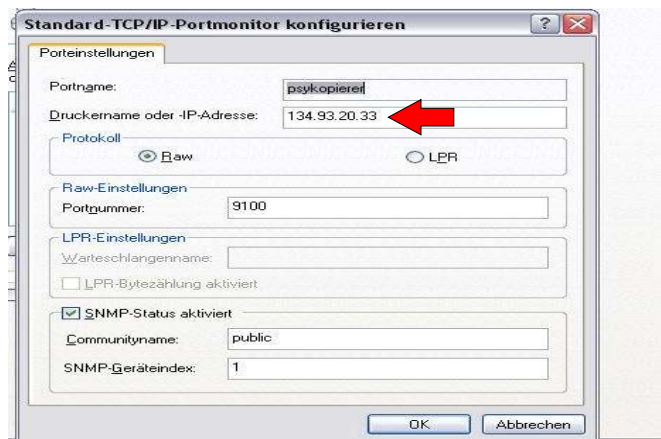 Standard-TCP/IP-Portmonitor konfigurieren
Porteinstellungen
Portname: psykopierer
Druckername oder -IP-Adresse: 134.93.20.33
Protokoll
Raw LPR
Raw-Einstellungen
Portnummer: 9100
LPR-Einstellungen
Warteschlangenname:
LPR-Bytezählung aktiviert
SNMP-Status aktiviert
Communityname: public
SNMP-Geräteindex: 1
OK Abbrechen